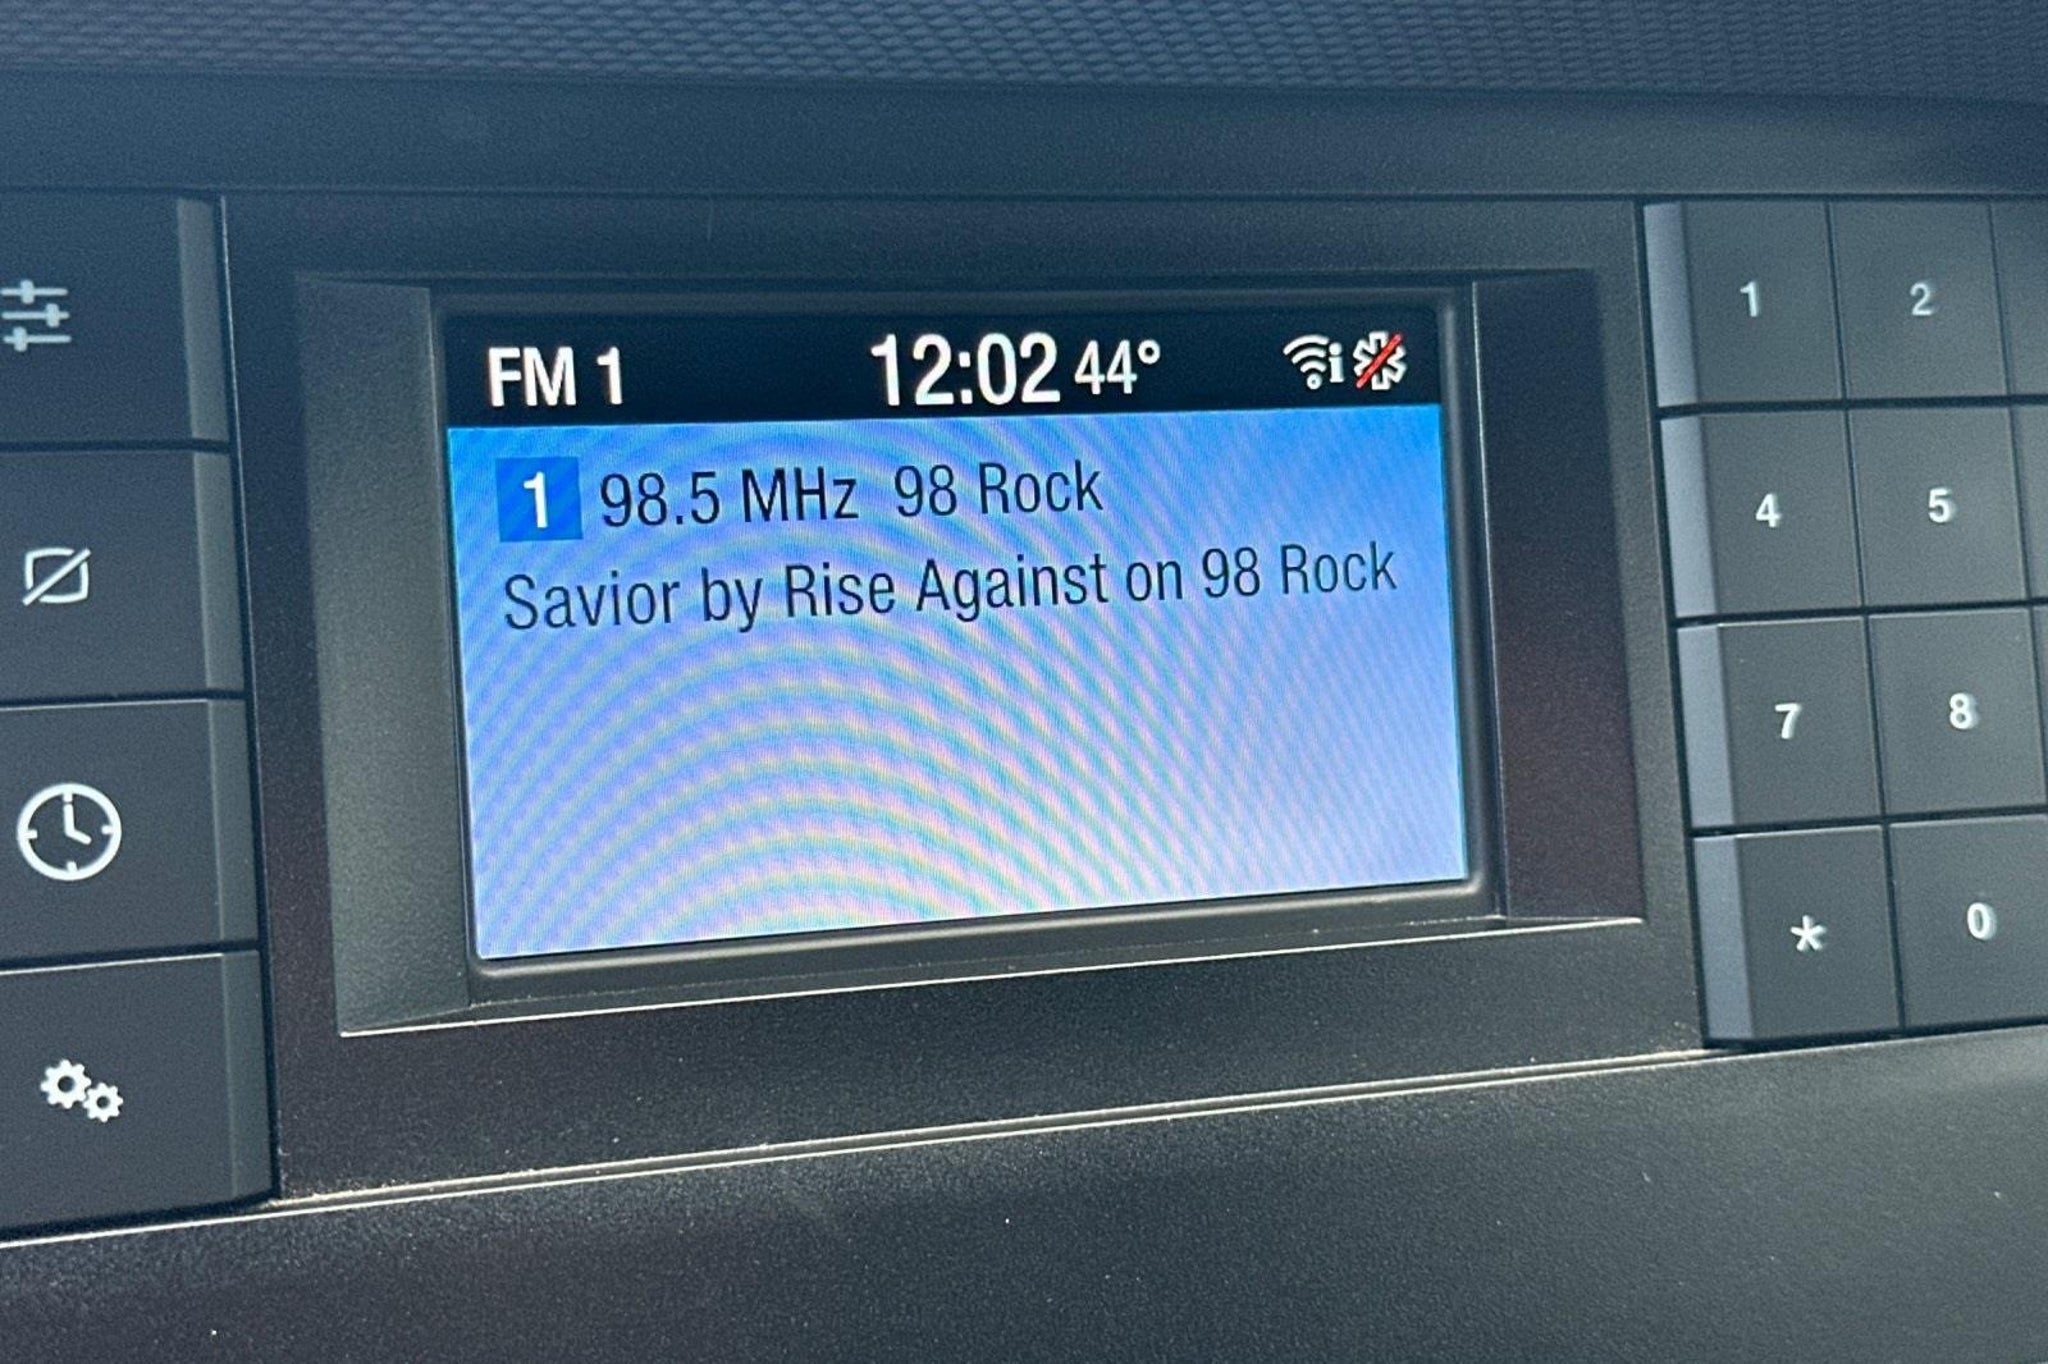 FM 1 12:02 44° i
1 98.5 MHz 98 Rock
Savior by Rise Against on 98 Rock
1 2
4 5
7 8
* 0